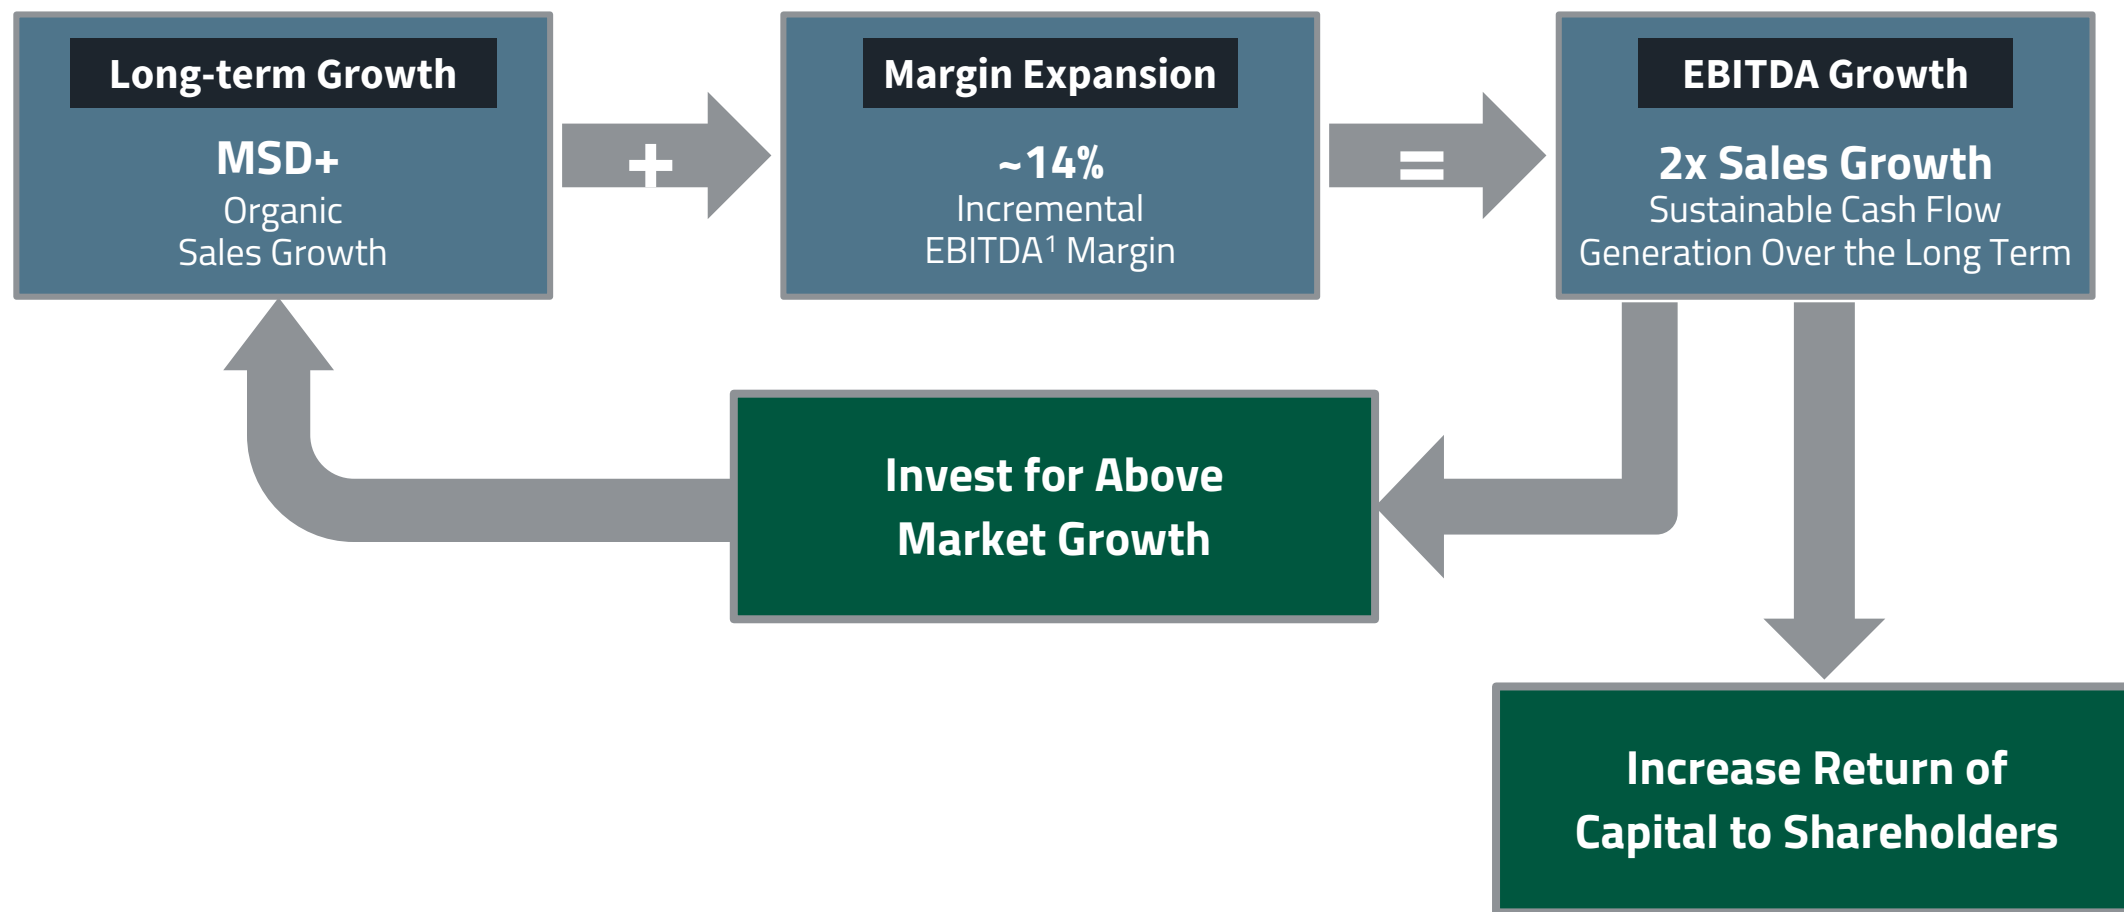 Long-term Growth
MSD+
Organic
Sales Growth
+
Margin Expansion
~14%
Incremental
EBITDA¹ Margin
=
EBITDA Growth
2x Sales Growth
Sustainable Cash Flow
Generation Over the Long Term
Invest for Above
Market Growth
Increase Return of
Capital to Shareholders